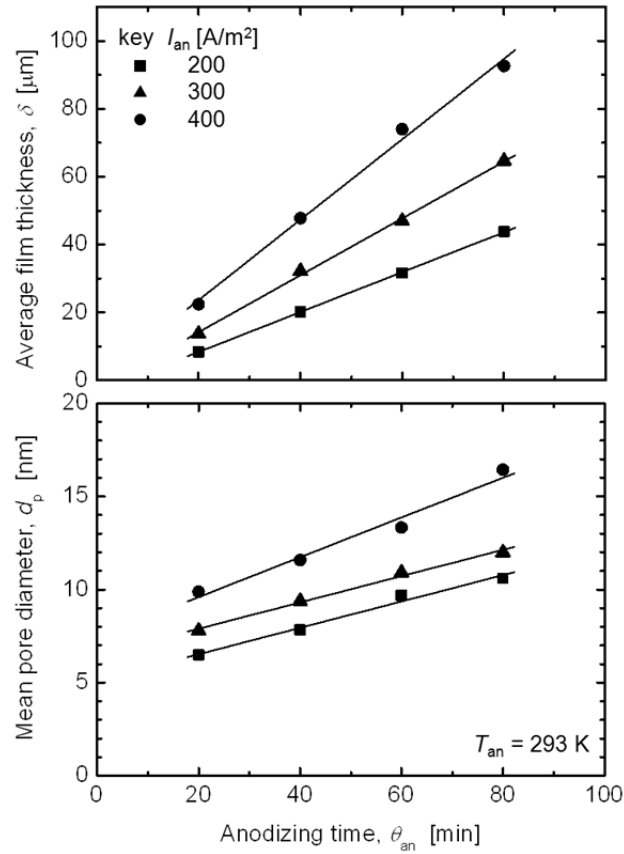 key I_an [A/m²]
200
300
400
Average film thickness, δ [μm]
100
80
60
40
20
0
Mean pore diameter, d_p [nm]
20
15
10
5
0
T_an = 293 K
0 20 40 60 80 100
Anodizing time, θ_an [min]